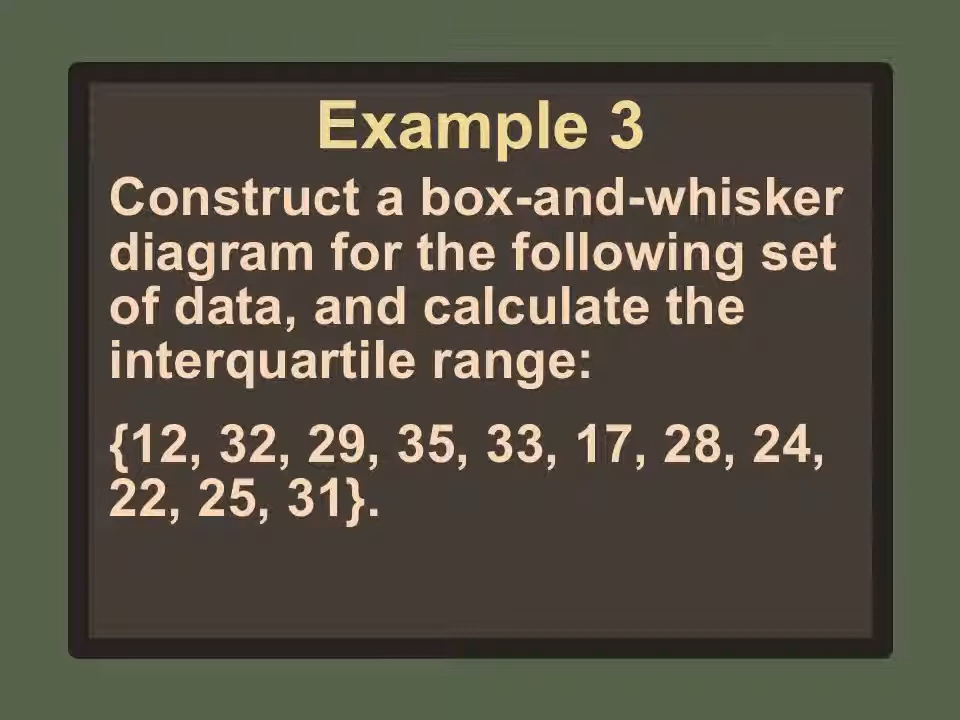 Example 3
Construct a box-and-whisker
diagram for the following set
of data, and calculate the
interquartile range:
{12, 32, 29, 35, 33, 17, 28, 24,
22, 25, 31}.